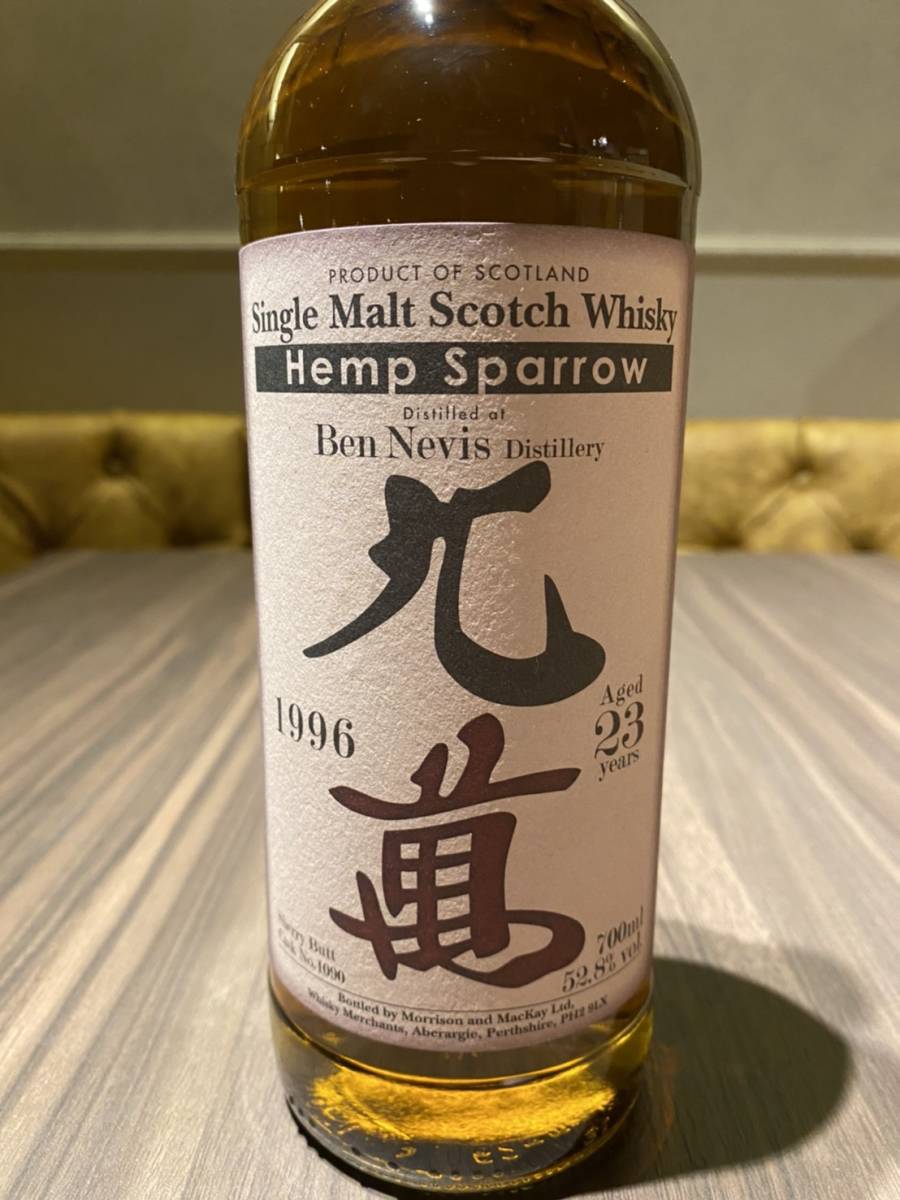 PRODUCT OF SCOTLAND
Single Malt Scotch Whisky
Hemp Sparrow
Distilled at
Ben Nevis Distillery
九
1996
Aged
23
years
萬
Sherry Butt
Cask No.1090
700ml
52.8% VOL
Bottled by Morrison and MacKay Ltd,
Whisky Merchants, Aberargie, Perthshire, PH2 9LX